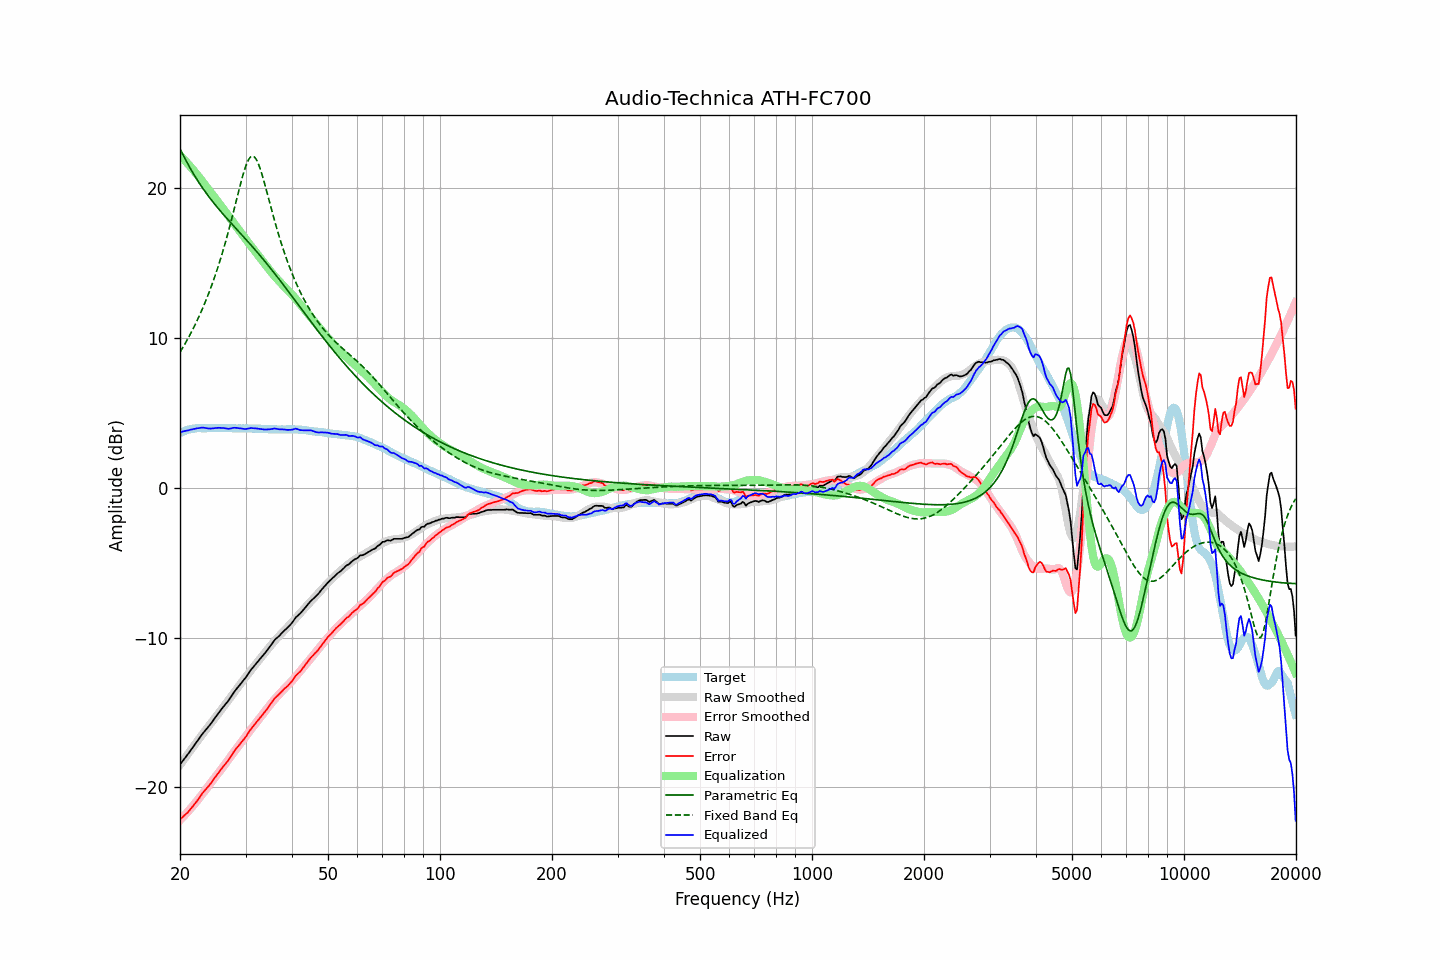 Audio-Technica ATH-FC700
Amplitude (dBr)
20
10
0
−10
−20
Target
Raw Smoothed
Error Smoothed
Raw
Error
Equalization
Parametric Eq
Fixed Band Eq
Equalized
20 50 100 200 500 1000 2000 5000 10000 20000
Frequency (Hz)